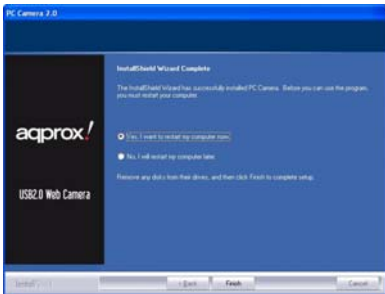 PC Camera 2.0
InstallShield Wizard Complete
The InstallShield Wizard has successfully installed PC Camera. Before you can use the program,
you must restart your computer.
aqprox!
Yes, I want to restart my computer now.
No, I will restart my computer later.
USB2.0 Web Camera
Remove any disks from their drives, and then click Finish to complete setup.
< Back
Finish
Cancel